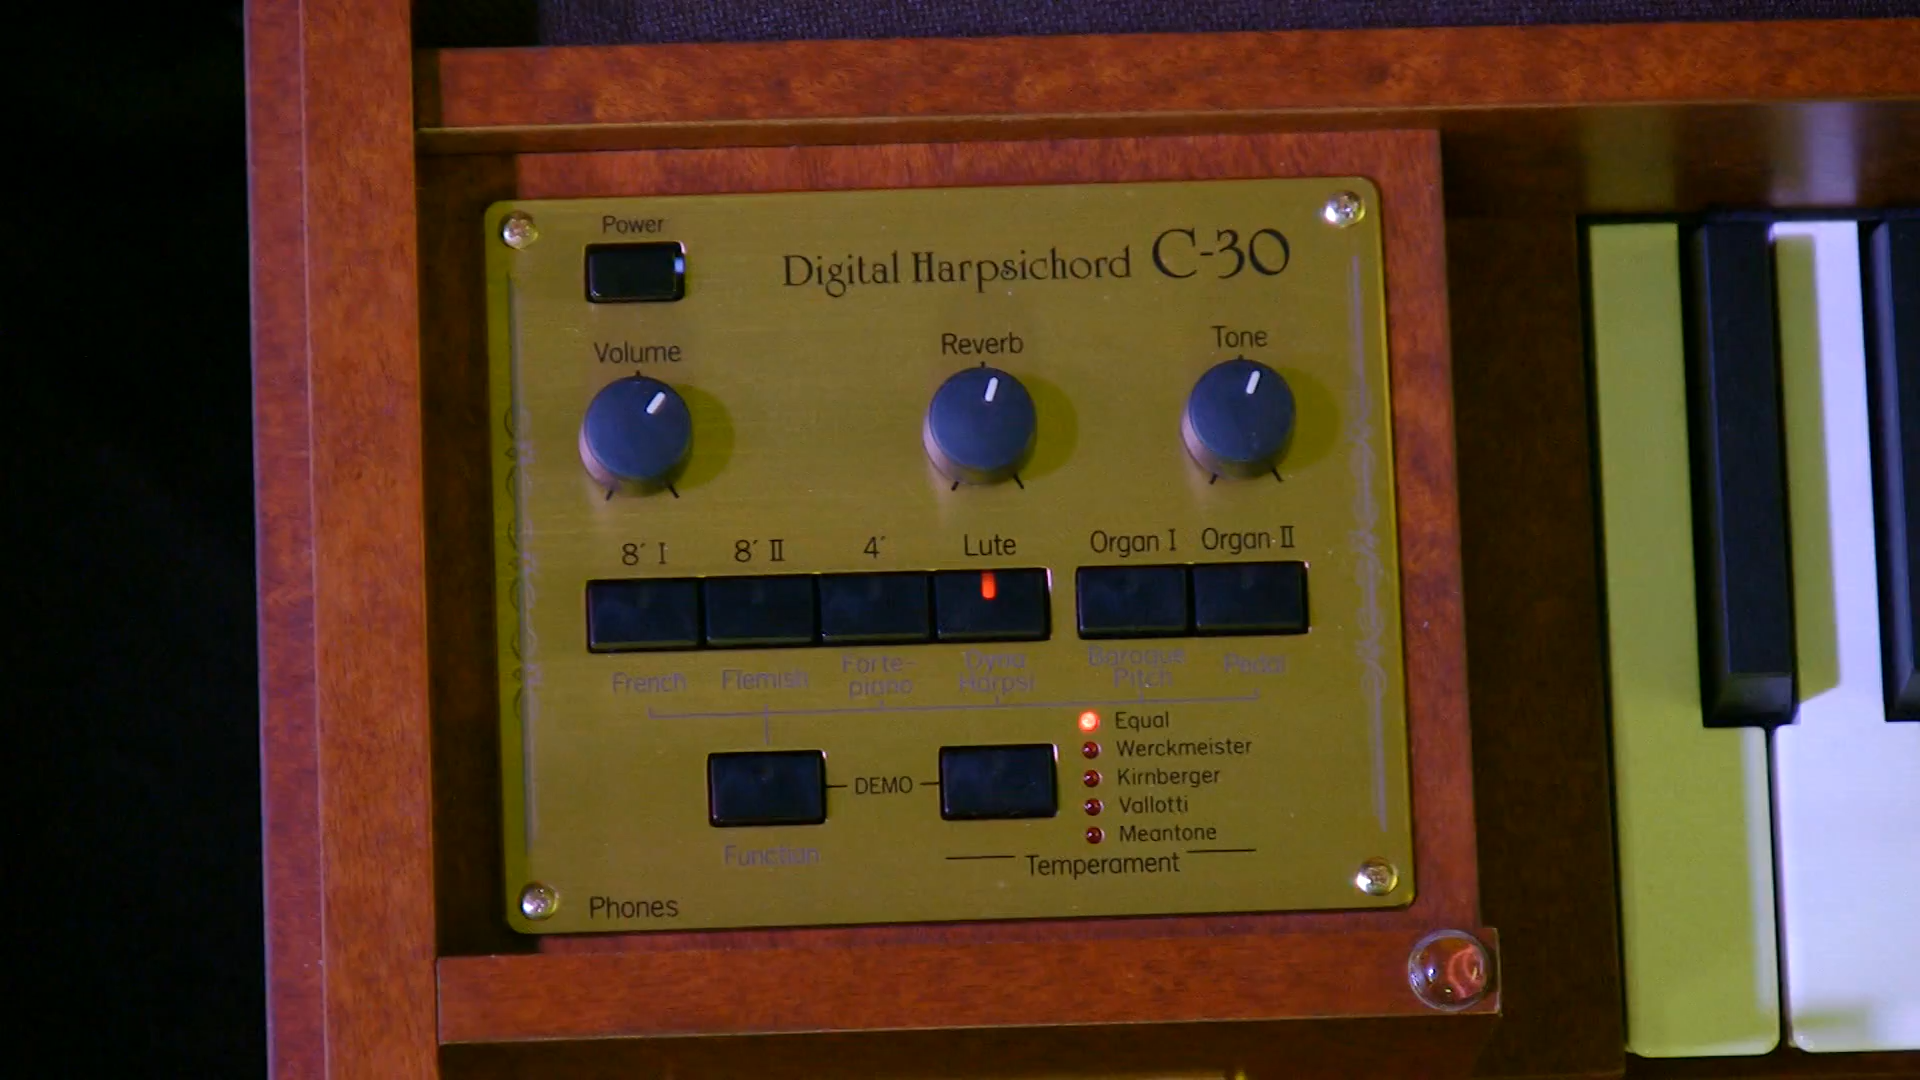 Power
Digital Harpsichord C-30
Volume
Reverb
Tone
8′ I
8′ II
4′
Lute
Organ I
Organ II
French
Flemish
Forte-
piano
Dyna
Harpsi
Baroque
Pitch
Pedal
Equal
Werckmeister
Kirnberger
Vallotti
Meantone
DEMO
Function
Temperament
Phones